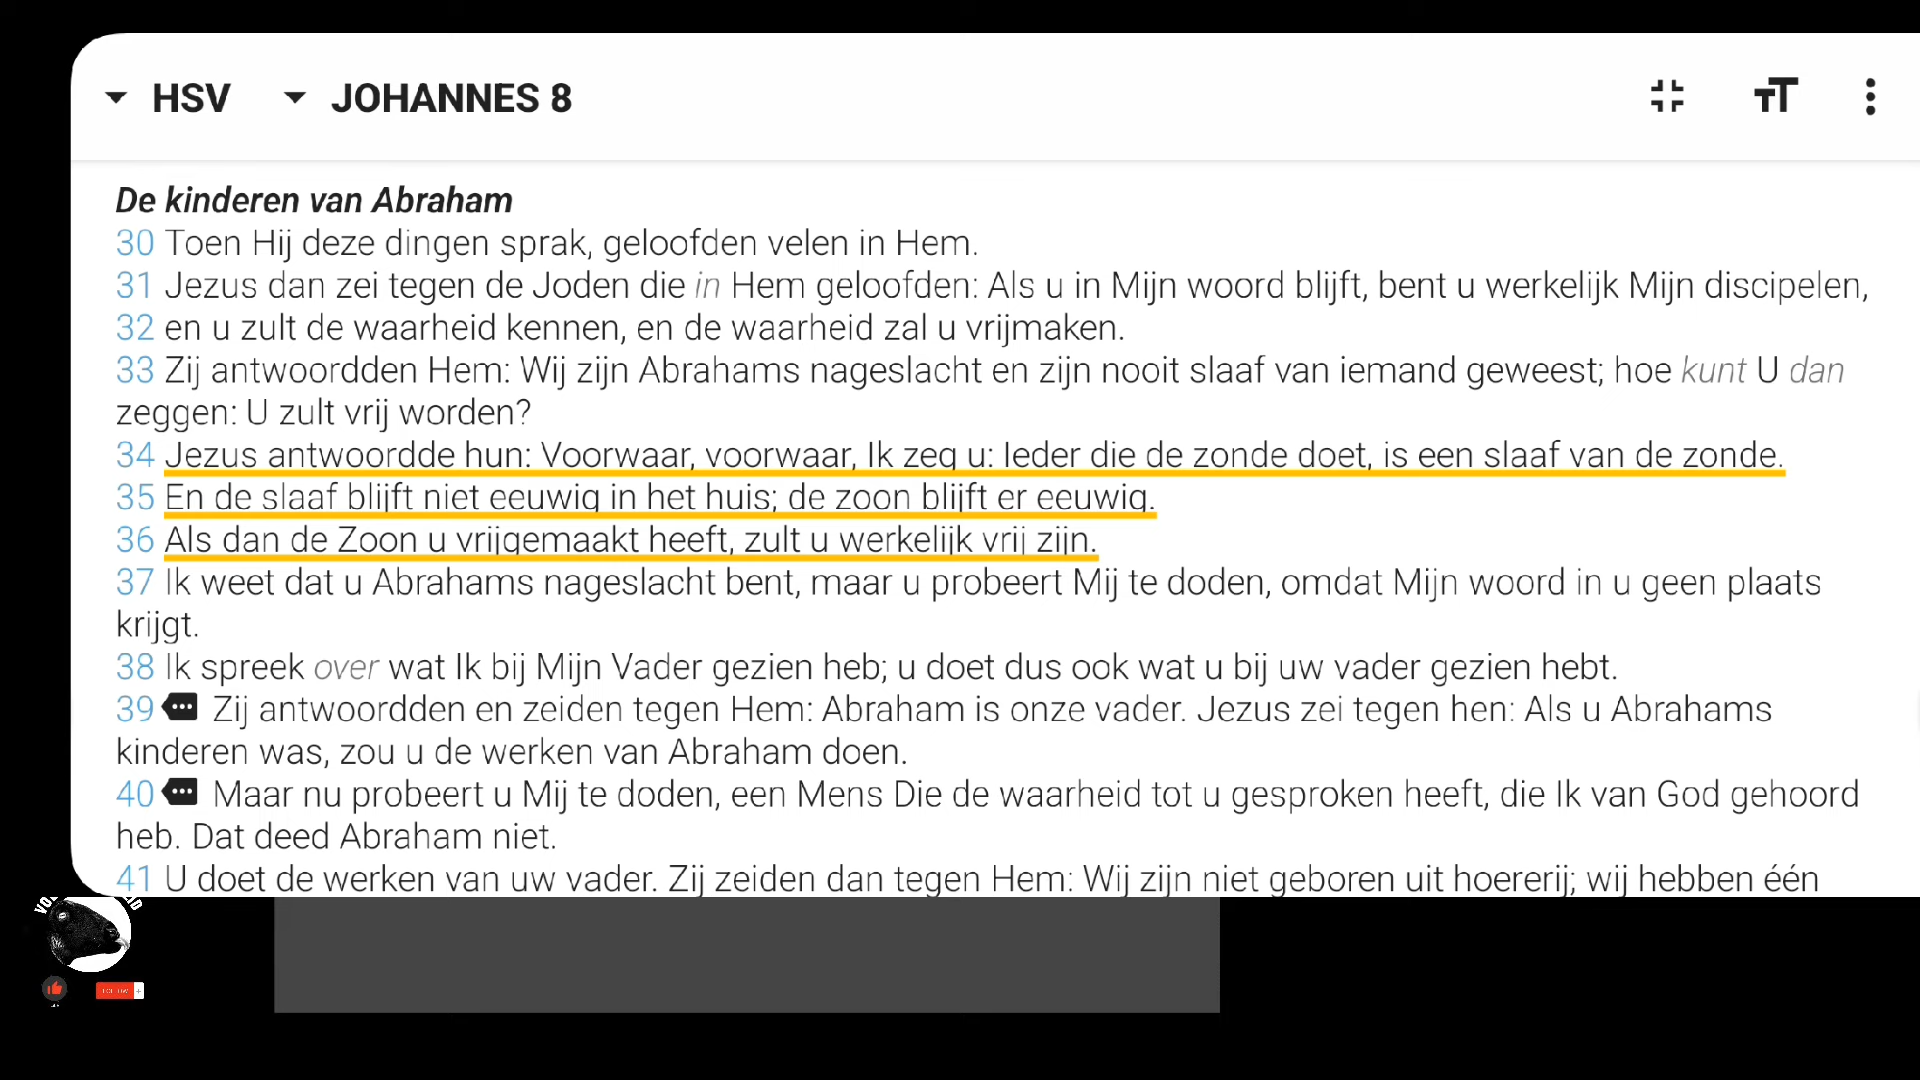 HSV JOHANNES 8
De kinderen van Abraham
30 Toen Hij deze dingen sprak, geloofden velen in Hem.
31 Jezus dan zei tegen de Joden die in Hem geloofden: Als u in Mijn woord blijft, bent u werkelijk Mijn discipelen,
32 en u zult de waarheid kennen, en de waarheid zal u vrijmaken.
33 Zij antwoordden Hem: Wij zijn Abrahams nageslacht en zijn nooit slaaf van iemand geweest; hoe kunt U dan
zeggen: U zult vrij worden?
34 Jezus antwoordde hun: Voorwaar, voorwaar, Ik zeg u: Ieder die de zonde doet, is een slaaf van de zonde.
35 En de slaaf blijft niet eeuwig in het huis; de zoon blijft er eeuwig.
36 Als dan de Zoon u vrijgemaakt heeft, zult u werkelijk vrij zijn.
37 Ik weet dat u Abrahams nageslacht bent, maar u probeert Mij te doden, omdat Mijn woord in u geen plaats
krijgt.
38 Ik spreek over wat Ik bij Mijn Vader gezien heb; u doet dus ook wat u bij uw vader gezien hebt.
39 Zij antwoordden en zeiden tegen Hem: Abraham is onze vader. Jezus zei tegen hen: Als u Abrahams
kinderen was, zou u de werken van Abraham doen.
40 Maar nu probeert u Mij te doden, een Mens Die de waarheid tot u gesproken heeft, die Ik van God gehoord
heb. Dat deed Abraham niet.
41 U doet de werken van uw vader. Zij zeiden dan tegen Hem: Wij zijn niet geboren uit hoererij; wij hebben één
FOLLOW